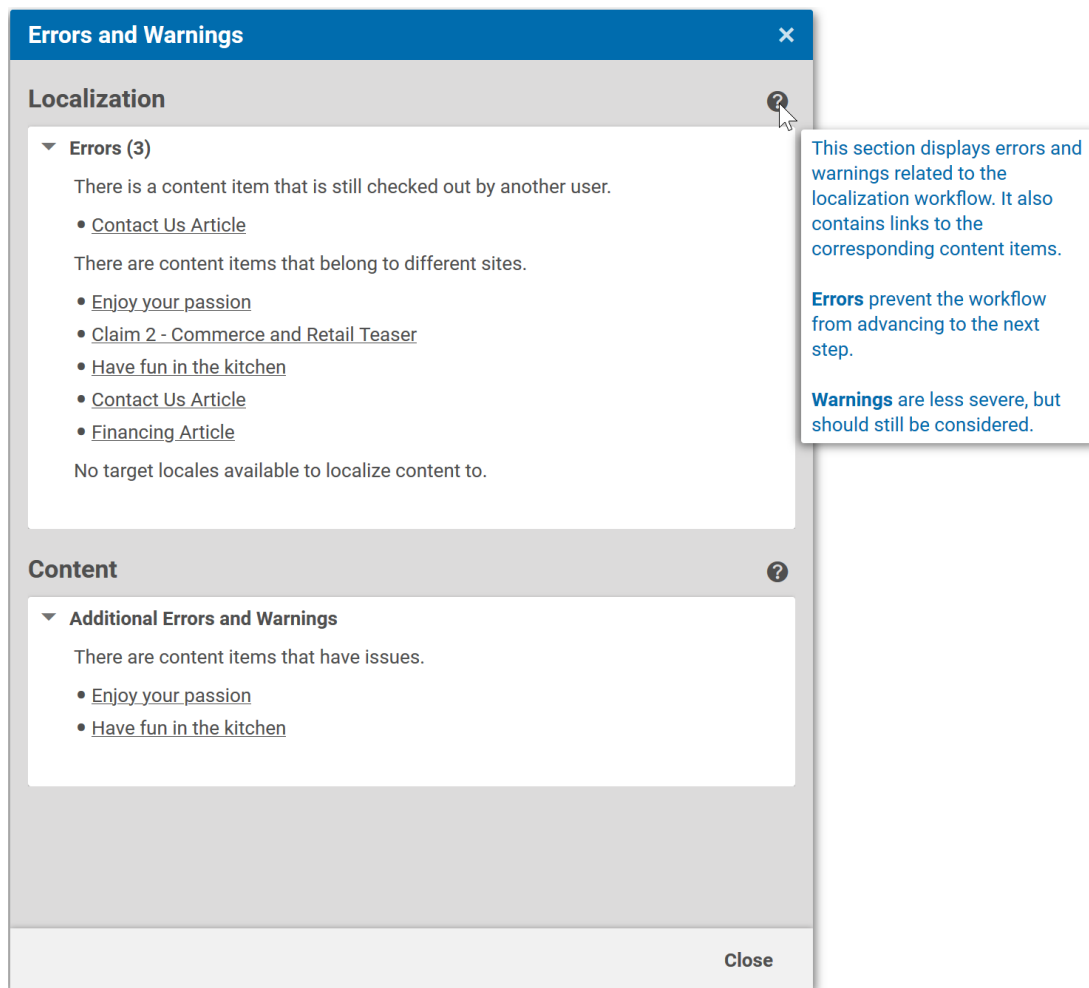 Errors and Warnings
Localization
Errors (3)
There is a content item that is still checked out by another user.
• Contact Us Article
There are content items that belong to different sites.
• Enjoy your passion
• Claim 2 - Commerce and Retail Teaser
• Have fun in the kitchen
• Contact Us Article
• Financing Article
No target locales available to localize content to.
This section displays errors and
warnings related to the
localization workflow. It also
contains links to the
corresponding content items.
Errors prevent the workflow
from advancing to the next
step.
Warnings are less severe, but
should still be considered.
Content
Additional Errors and Warnings
There are content items that have issues.
• Enjoy your passion
• Have fun in the kitchen
Close